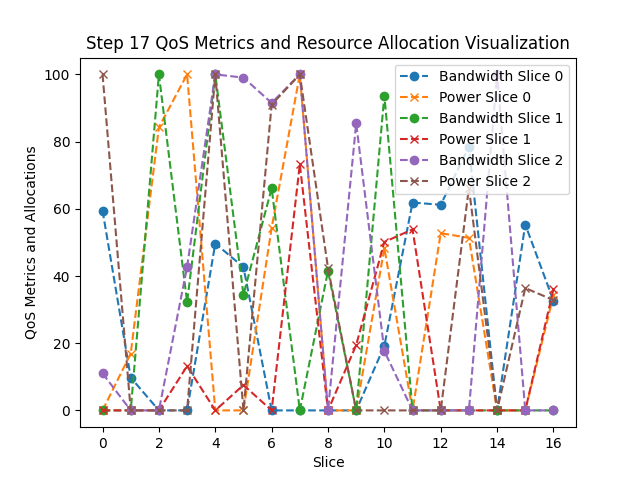 Step 17 QoS Metrics and Resource Allocation Visualization
100
80
60
40
20
0
QoS Metrics and Allocations
Bandwidth Slice 0
Power Slice 0
Bandwidth Slice 1
Power Slice 1
Bandwidth Slice 2
Power Slice 2
0 2 4 6 8 10 12 14 16
Slice